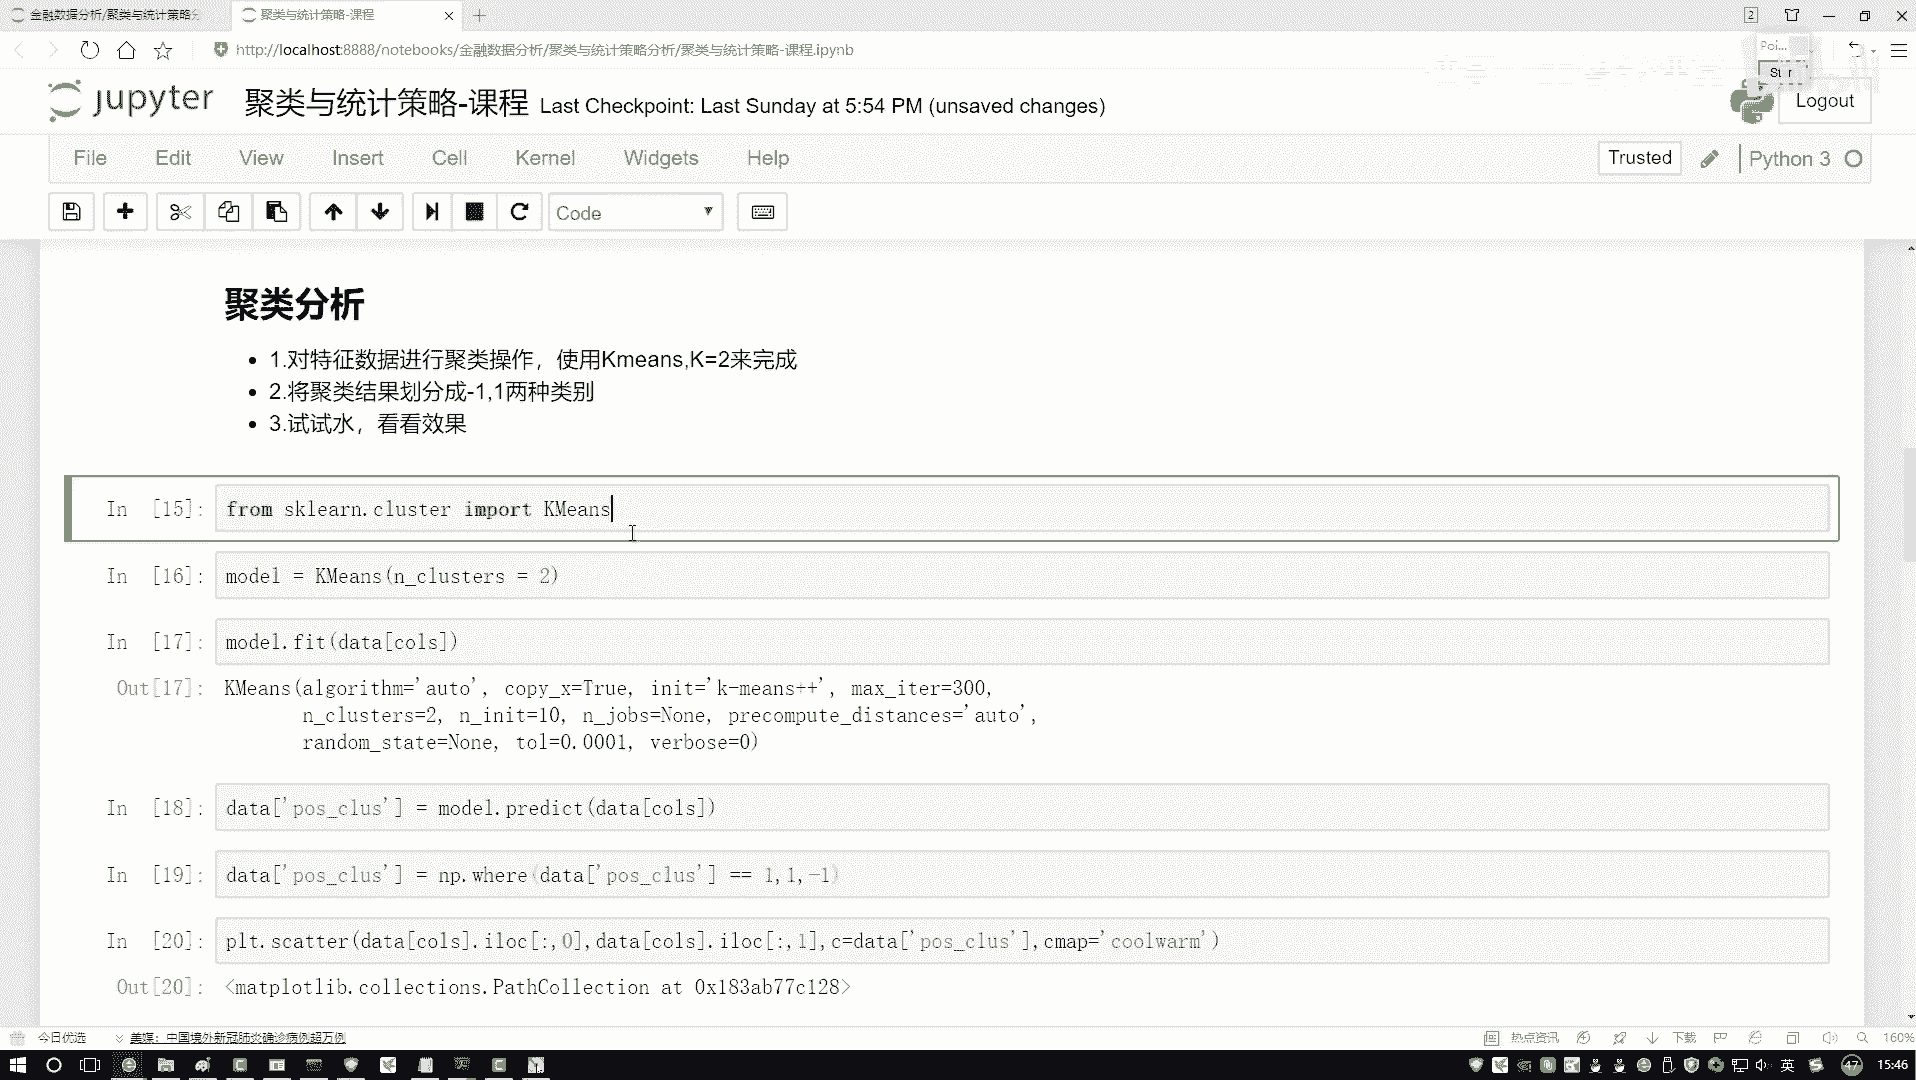 金融数据分析/聚类与统计策略分
聚类与统计策略-课程
2
http://localhost:8888/notebooks/金融数据分析/聚类与统计策略分析/聚类与统计策略-课程.ipynb
Poi...
jupyter 聚类与统计策略-课程 Last Checkpoint: Last Sunday at 5:54 PM (unsaved changes)
Logout
File Edit View Insert Cell Kernel Widgets Help
Trusted Python 3
Code
聚类分析
• 1.对特征数据进行聚类操作，使用Kmeans,K=2来完成
• 2.将聚类结果划分成-1,1两种类别
• 3.试试水，看看效果
In [15]: from sklearn.cluster import KMeans
In [16]: model = KMeans(n_clusters = 2)
In [17]: model.fit(data[cols])
Out[17]: KMeans(algorithm='auto', copy_x=True, init='k-means++', max_iter=300,
n_clusters=2, n_init=10, n_jobs=None, precompute_distances='auto',
random_state=None, tol=0.0001, verbose=0)
In [18]: data['pos_clus'] = model.predict(data[cols])
In [19]: data['pos_clus'] = np.where(data['pos_clus'] == 1,1,-1)
In [20]: plt.scatter(data[cols].iloc[:,0],data[cols].iloc[:,1],c=data['pos_clus'],cmap='coolwarm')
Out[20]: <matplotlib.collections.PathCollection at 0x183ab77c128>
今日优选 美媒：中国境外新冠肺炎确诊病例超万例
热点资讯 下载 160%
英 47 15:46